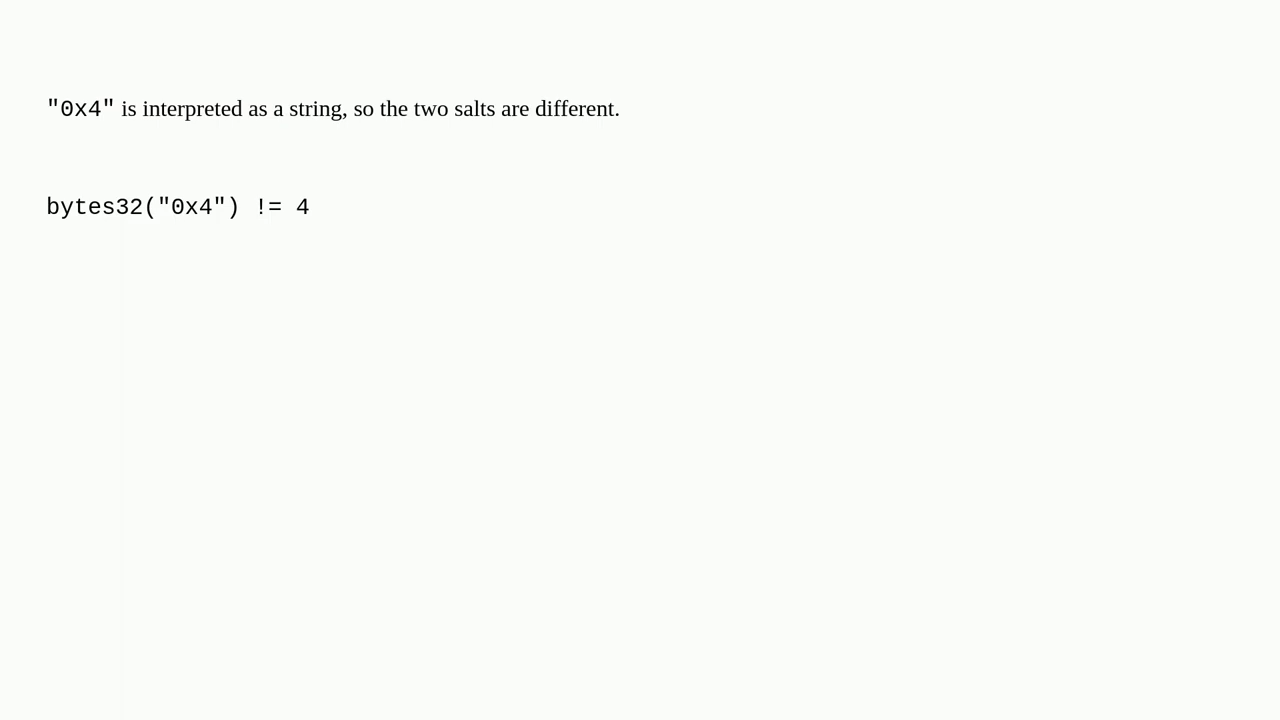 "0x4" is interpreted as a string, so the two salts are different.
bytes32("0x4") != 4